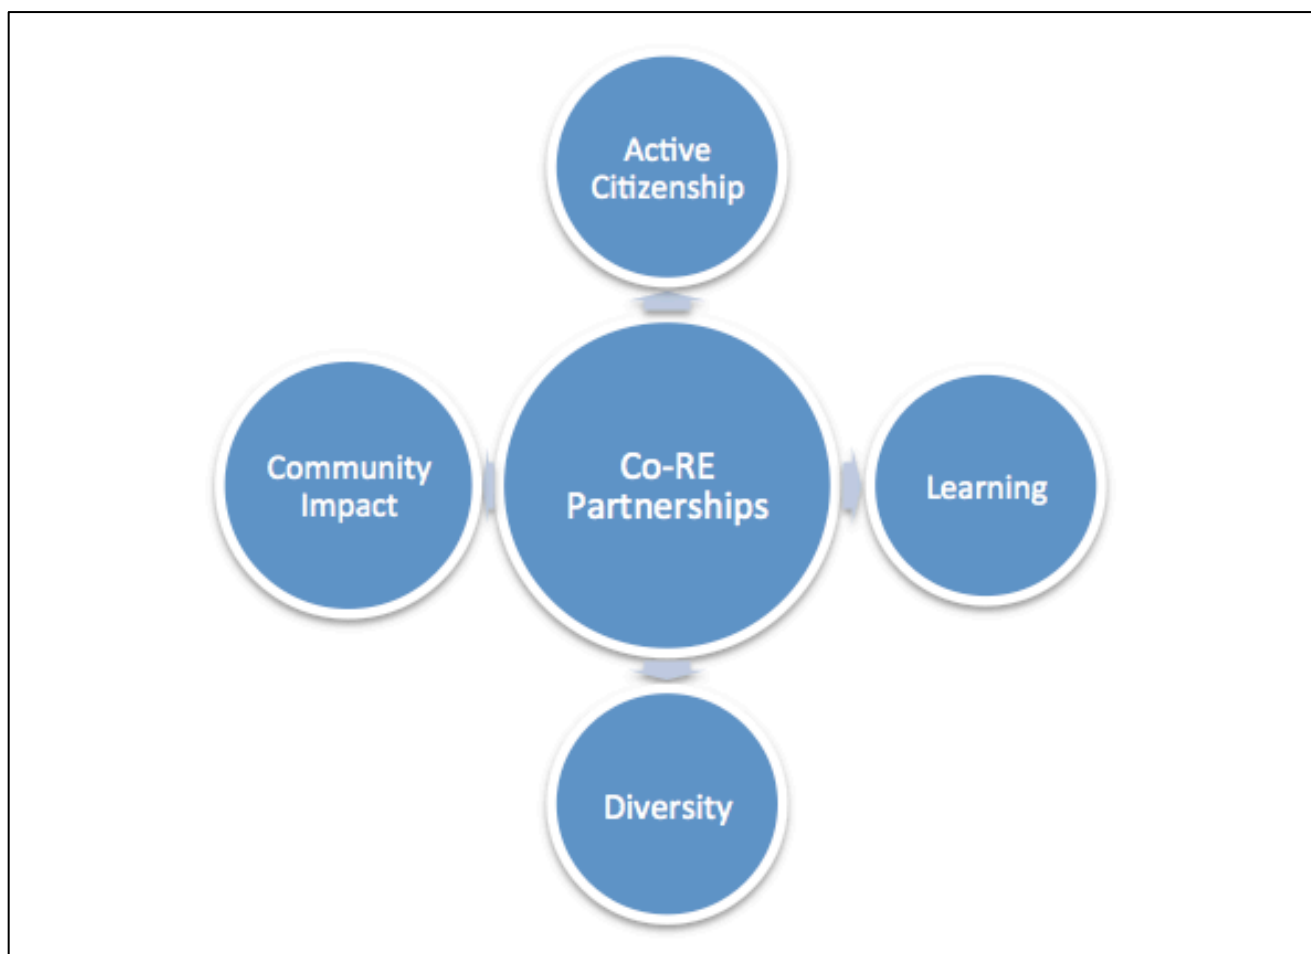 Active
Citizenship
Community
Impact
Co-RE
Partnerships
Learning
Diversity